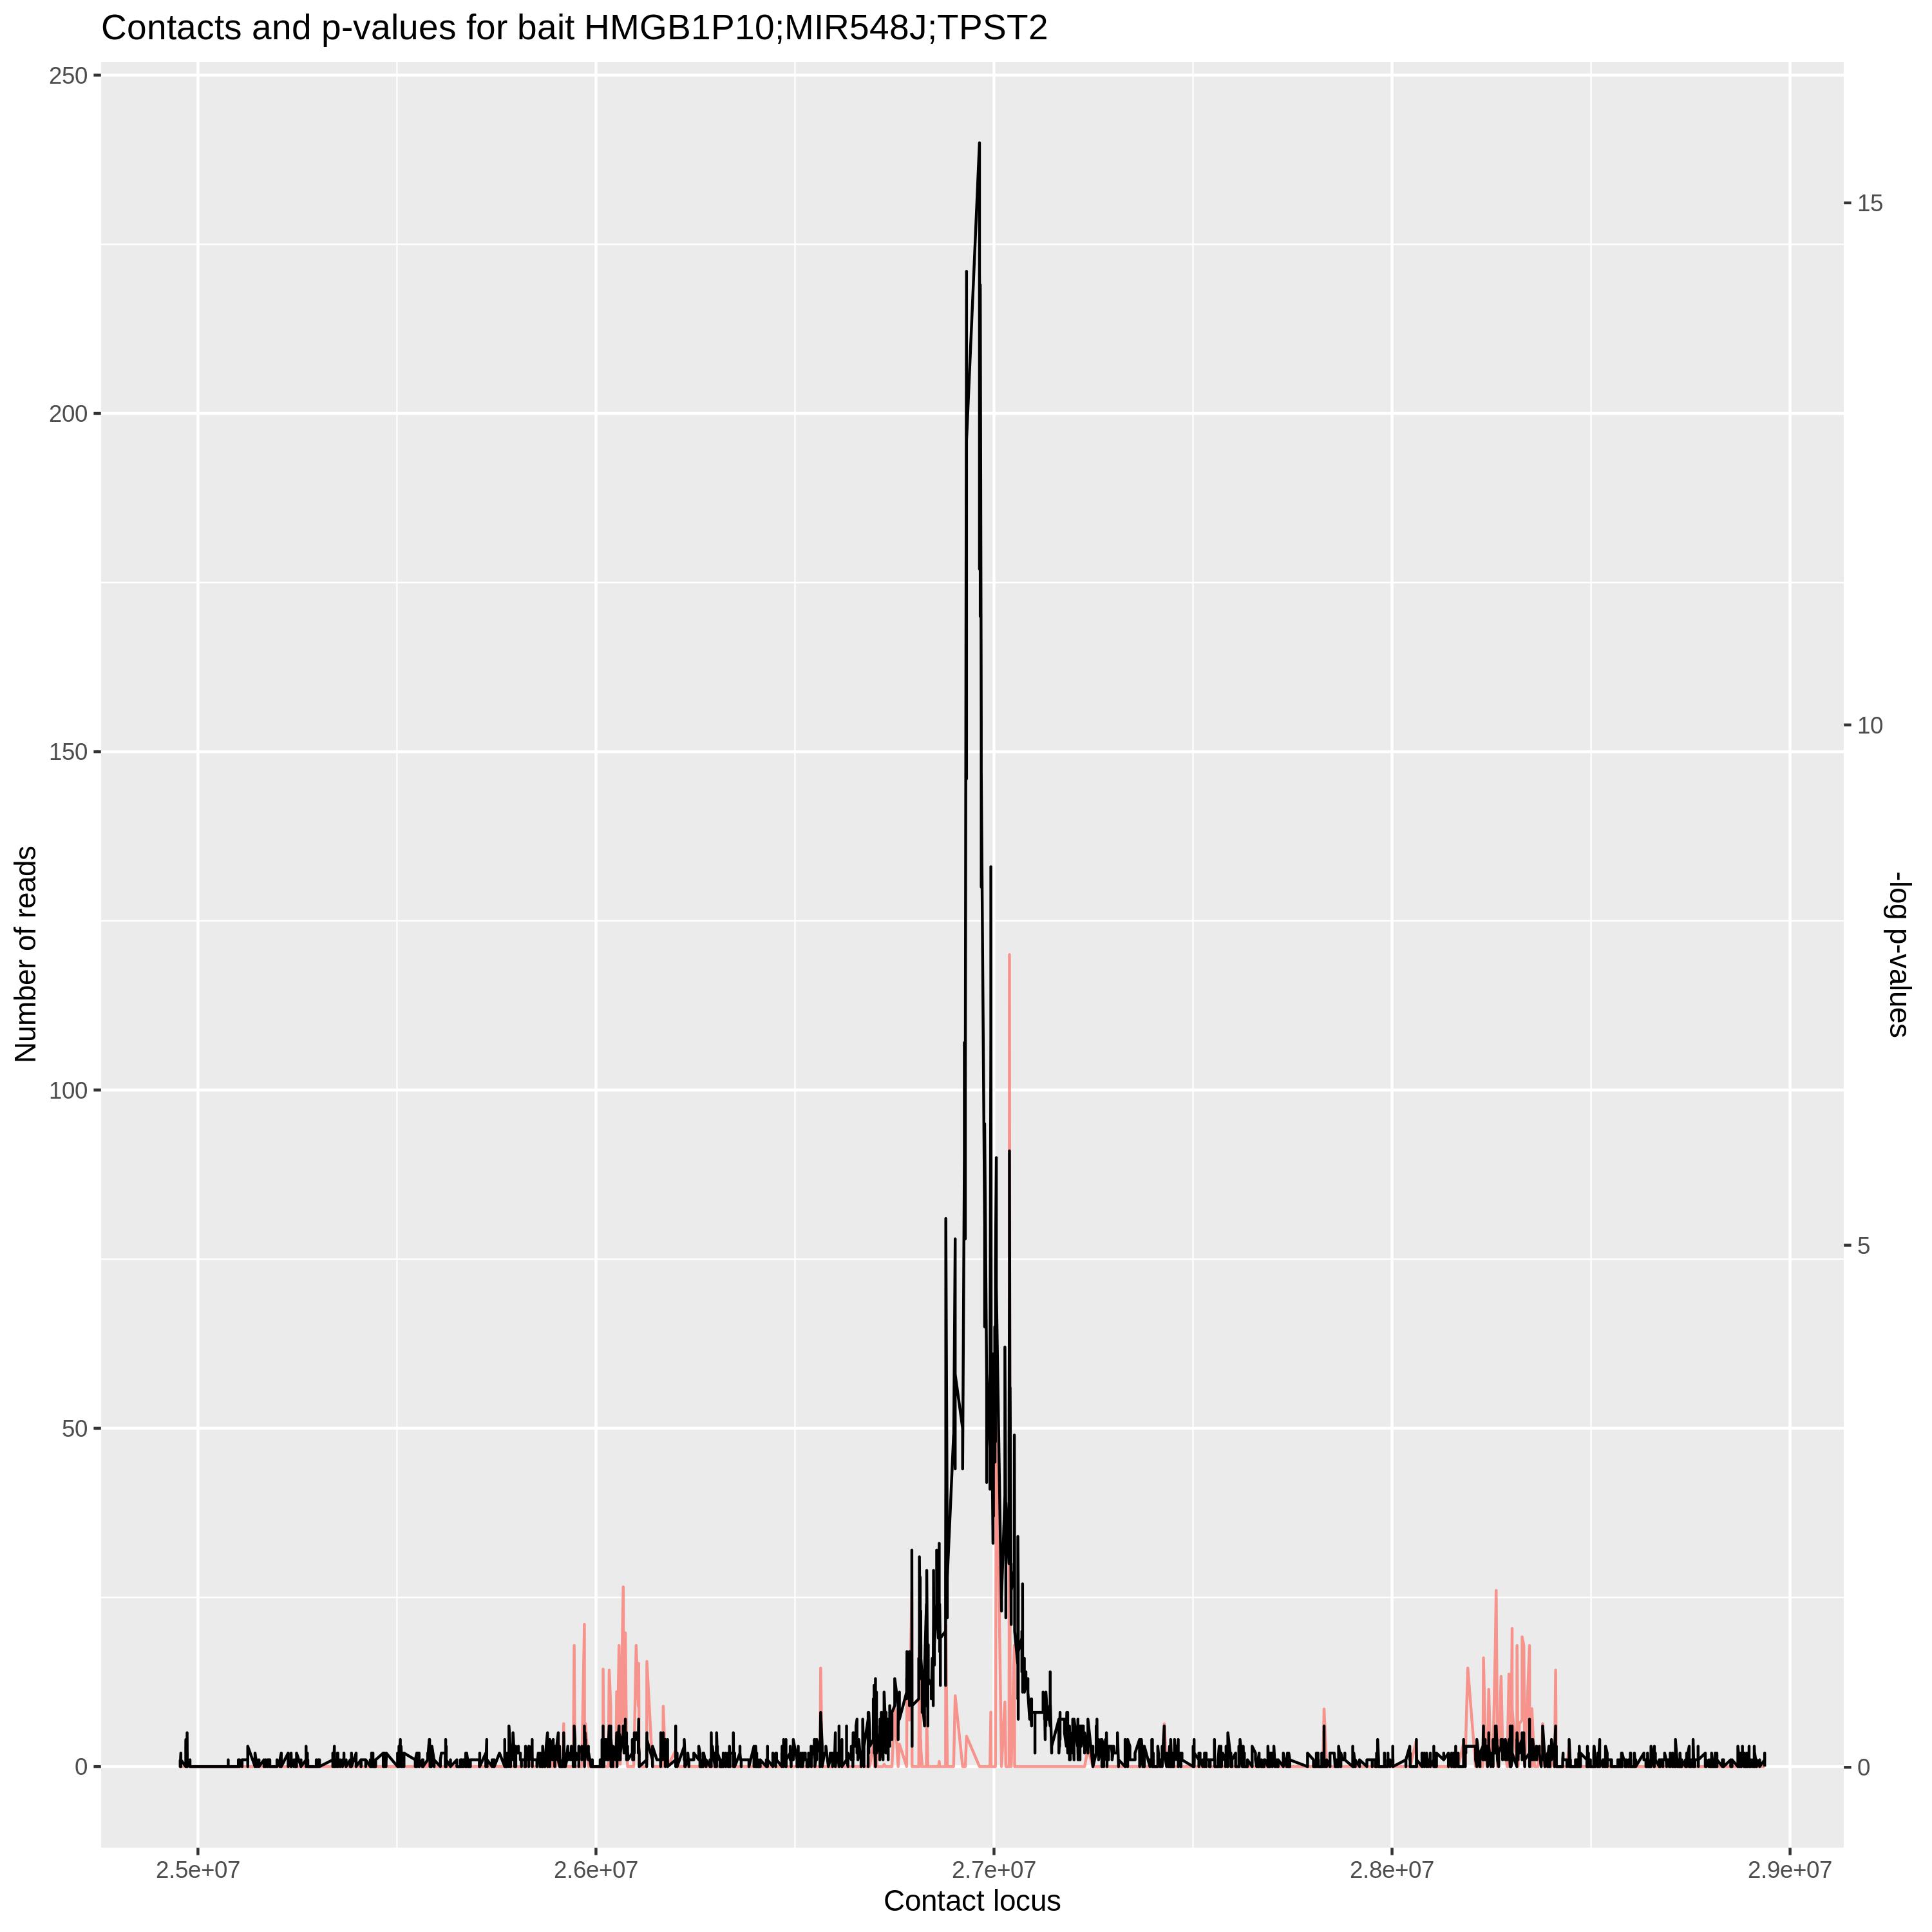 Contacts and p-values for bait HMGB1P10;MIR548J;TPST2
250
200
150
100
50
0
Number of reads
15
10
5
0
-log p-values
2.5e+07
2.6e+07
2.7e+07
2.8e+07
2.9e+07
Contact locus